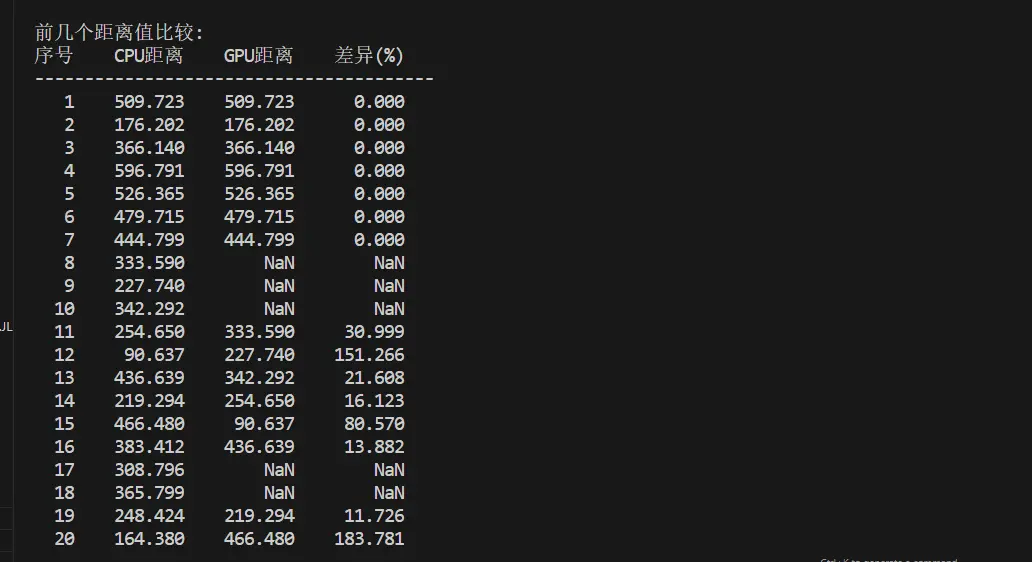 前几个距离值比较:
序号 CPU距离 GPU距离 差异(%)
----------------------------------------
1 509.723 509.723 0.000
2 176.202 176.202 0.000
3 366.140 366.140 0.000
4 596.791 596.791 0.000
5 526.365 526.365 0.000
6 479.715 479.715 0.000
7 444.799 444.799 0.000
8 333.590 NaN NaN
9 227.740 NaN NaN
10 342.292 NaN NaN
11 254.650 333.590 30.999
12 90.637 227.740 151.266
13 436.639 342.292 21.608
14 219.294 254.650 16.123
15 466.480 90.637 80.570
16 383.412 436.639 13.882
17 308.796 NaN NaN
18 365.799 NaN NaN
19 248.424 219.294 11.726
20 164.380 466.480 183.781